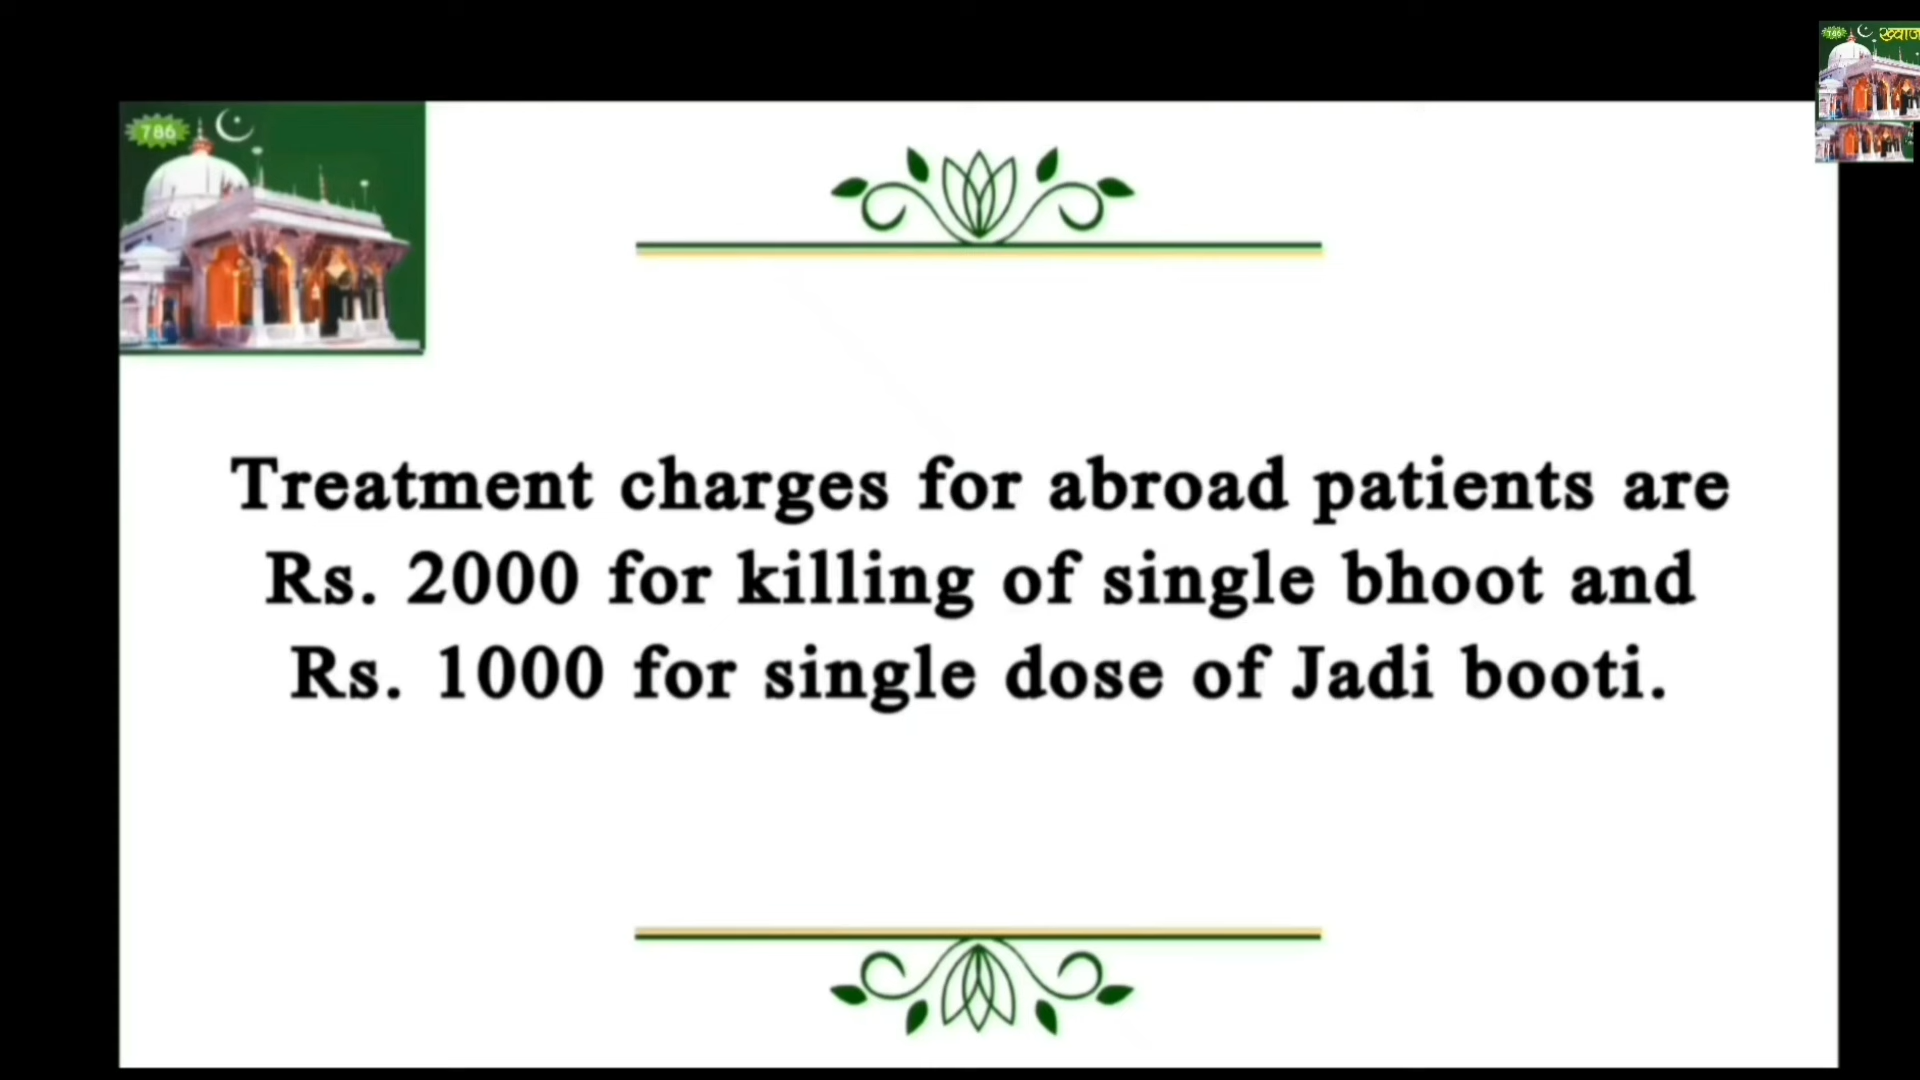 786
ख्वाज
786
Treatment charges for abroad patients are
Rs. 2000 for killing of single bhoot and
Rs. 1000 for single dose of Jadi booti.